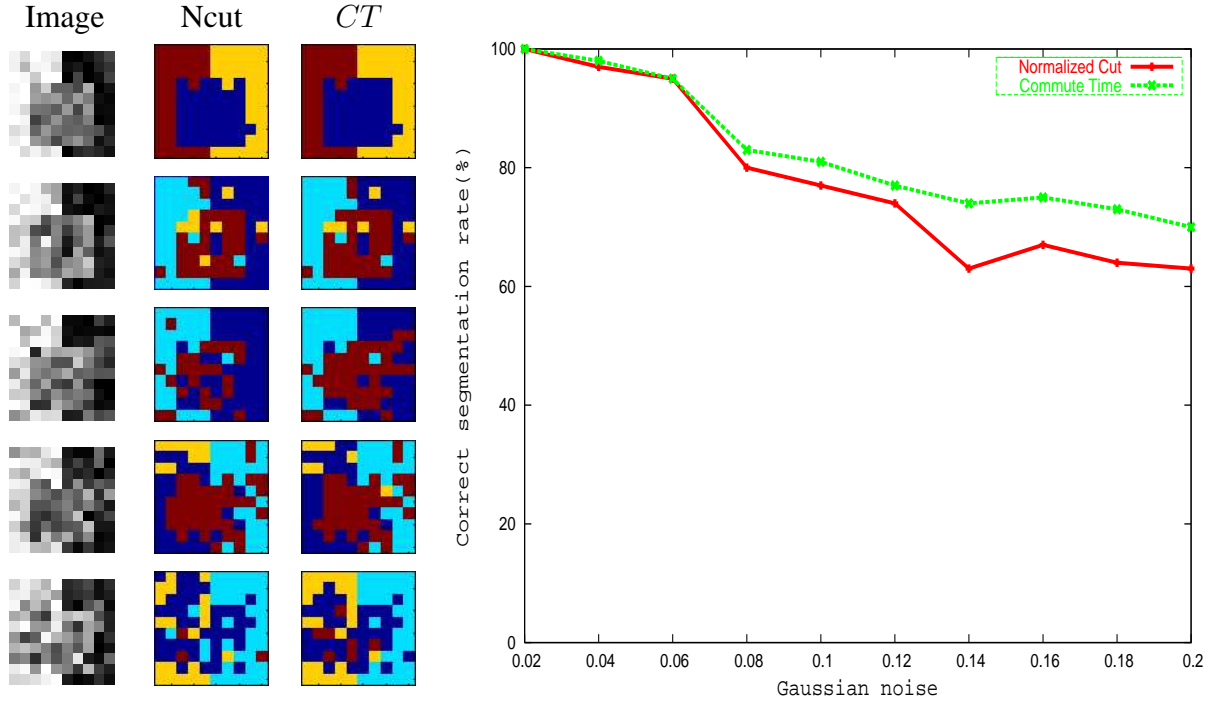 Image Ncut CT
100
80
60
40
20
0
Correct segmentation rate(%)
Normalized Cut
Commute Time
0.02 0.04 0.06 0.08 0.1 0.12 0.14 0.16 0.18 0.2
Gaussian noise